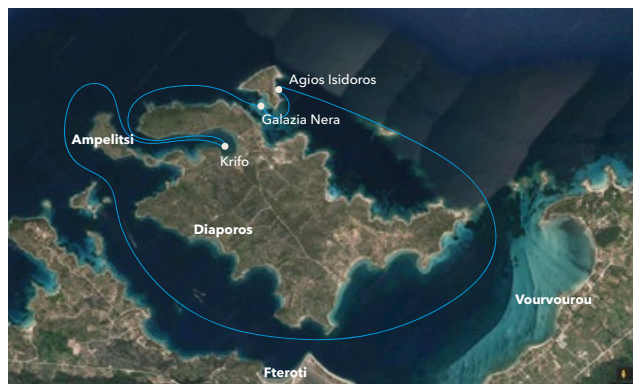 Agios Isidoros
Galazia Nera
Ampelitsi
Krifo
Diaporos
Vourvourou
Fteroti